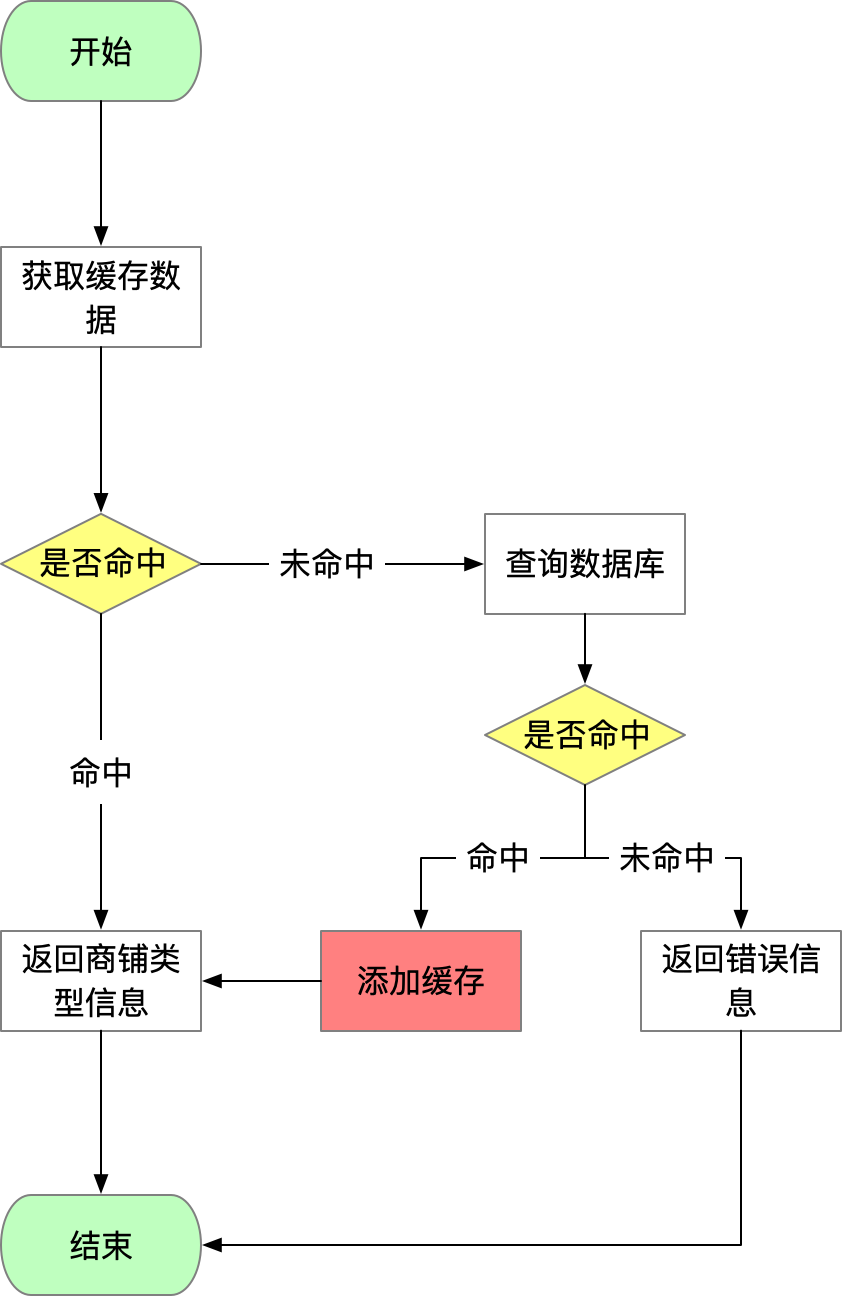 开始
获取缓存数
据
是否命中
未命中
查询数据库
是否命中
命中
命中
未命中
返回商铺类
型信息
添加缓存
返回错误信
息
结束